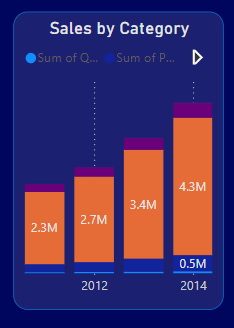 Sales by Category
Sum of Q... Sum of P...
2.3M
2.7M
3.4M
4.3M
0.5M
2012 2014